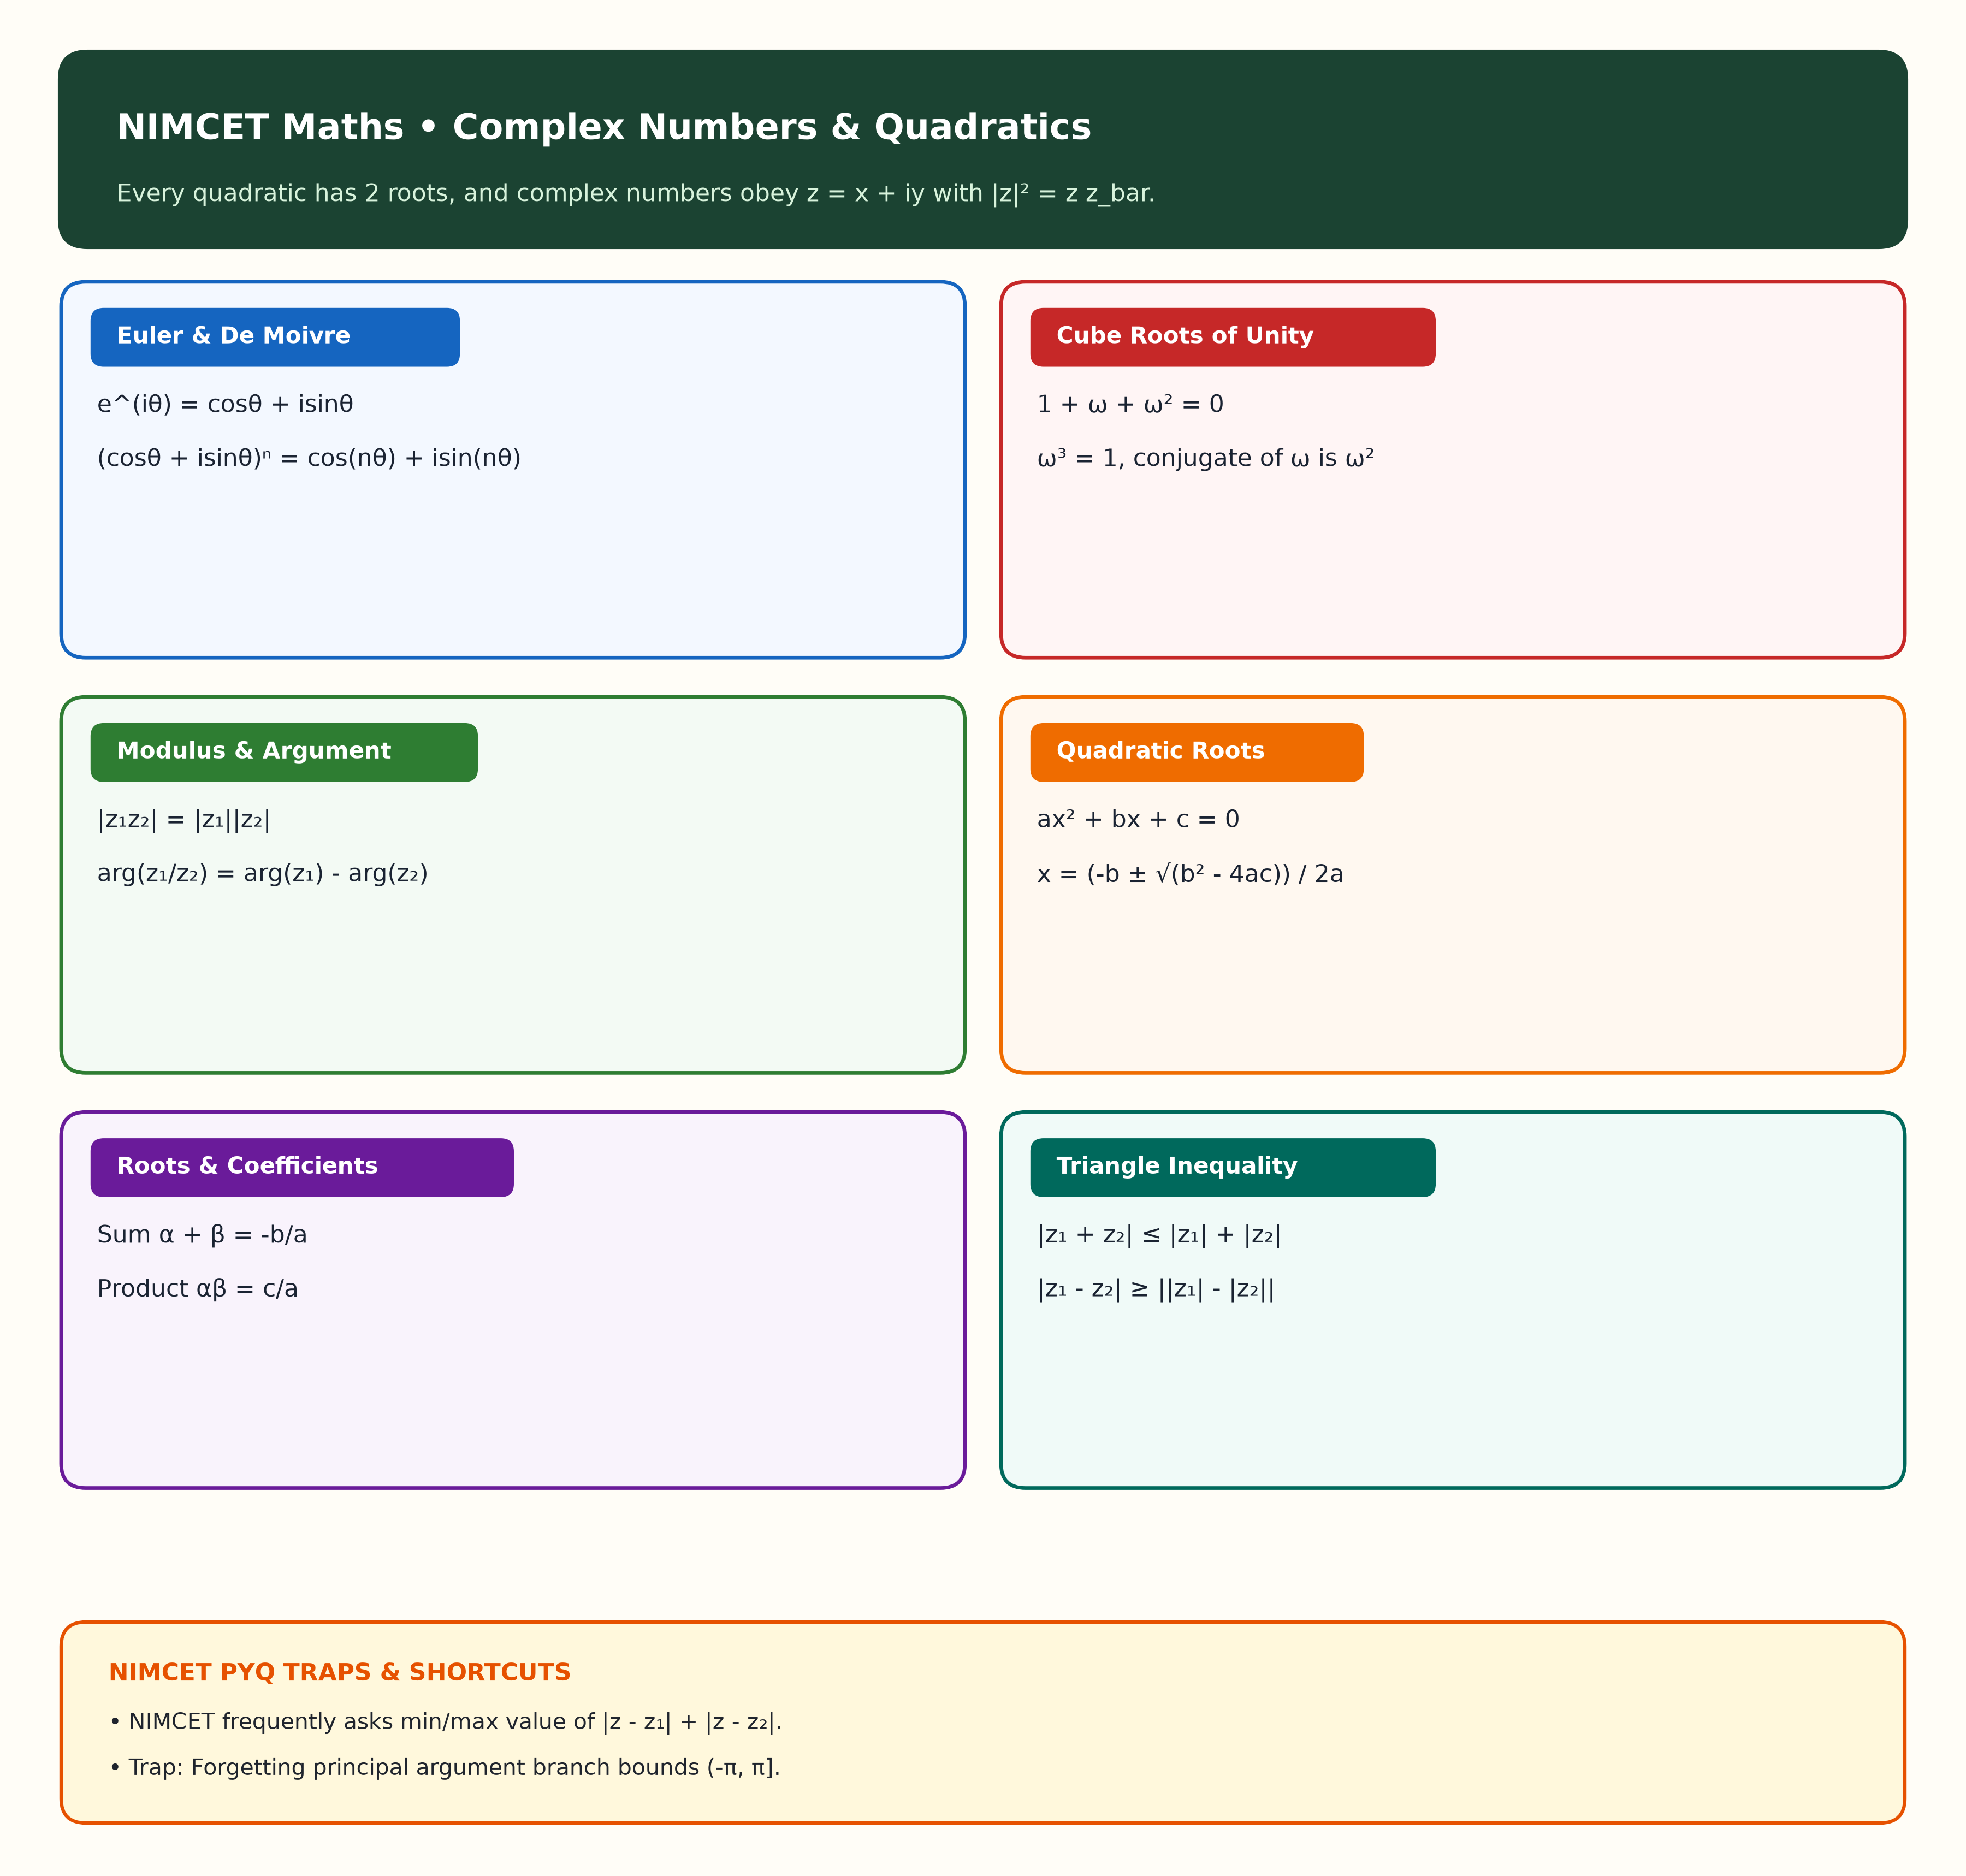 NIMCET Maths • Complex Numbers & Quadratics
Every quadratic has 2 roots, and complex numbers obey z = x + iy with |z|² = z z_bar.
Euler & De Moivre
e^(iθ) = cosθ + isinθ
(cosθ + isinθ)ⁿ = cos(nθ) + isin(nθ)
Cube Roots of Unity
1 + ω + ω² = 0
ω³ = 1, conjugate of ω is ω²
Modulus & Argument
|z₁z₂| = |z₁||z₂|
arg(z₁/z₂) = arg(z₁) - arg(z₂)
Quadratic Roots
ax² + bx + c = 0
x = (-b ± √(b² - 4ac)) / 2a
Roots & Coefficients
Sum α + β = -b/a
Product αβ = c/a
Triangle Inequality
|z₁ + z₂| ≤ |z₁| + |z₂|
|z₁ - z₂| ≥ ||z₁| - |z₂||
NIMCET PYQ TRAPS & SHORTCUTS
• NIMCET frequently asks min/max value of |z - z₁| + |z - z₂|.
• Trap: Forgetting principal argument branch bounds (-π, π].